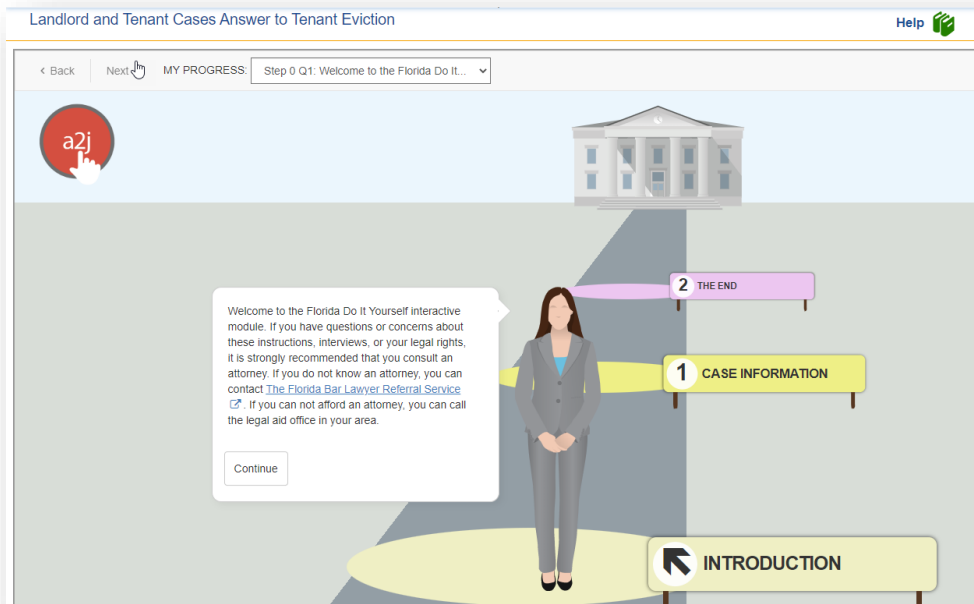 Landlord and Tenant Cases Answer to Tenant Eviction
Help
< Back
Next
MY PROGRESS:
Step 0 Q1: Welcome to the Florida Do It...
a2j
2 THE END
Welcome to the Florida Do It Yourself interactive
module. If you have questions or concerns about
these instructions, interviews, or your legal rights,
it is strongly recommended that you consult an
attorney. If you do not know an attorney, you can
contact The Florida Bar Lawyer Referral Service
. If you can not afford an attorney, you can call
the legal aid office in your area.
1 CASE INFORMATION
Continue
INTRODUCTION